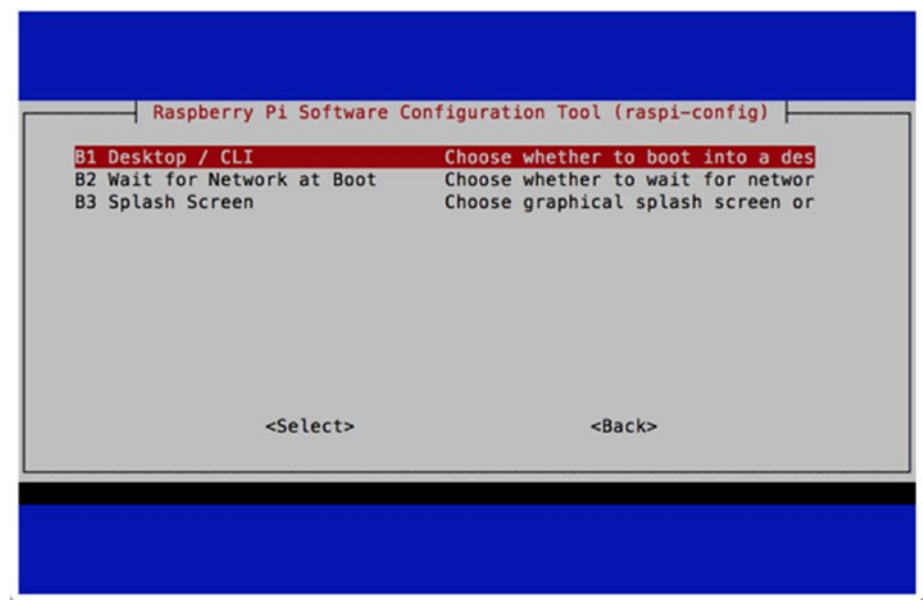 Raspberry Pi Software Configuration Tool (raspi-config)
B1 Desktop / CLI Choose whether to boot into a des
B2 Wait for Network at Boot Choose whether to wait for networ
B3 Splash Screen Choose graphical splash screen or
<Select> <Back>